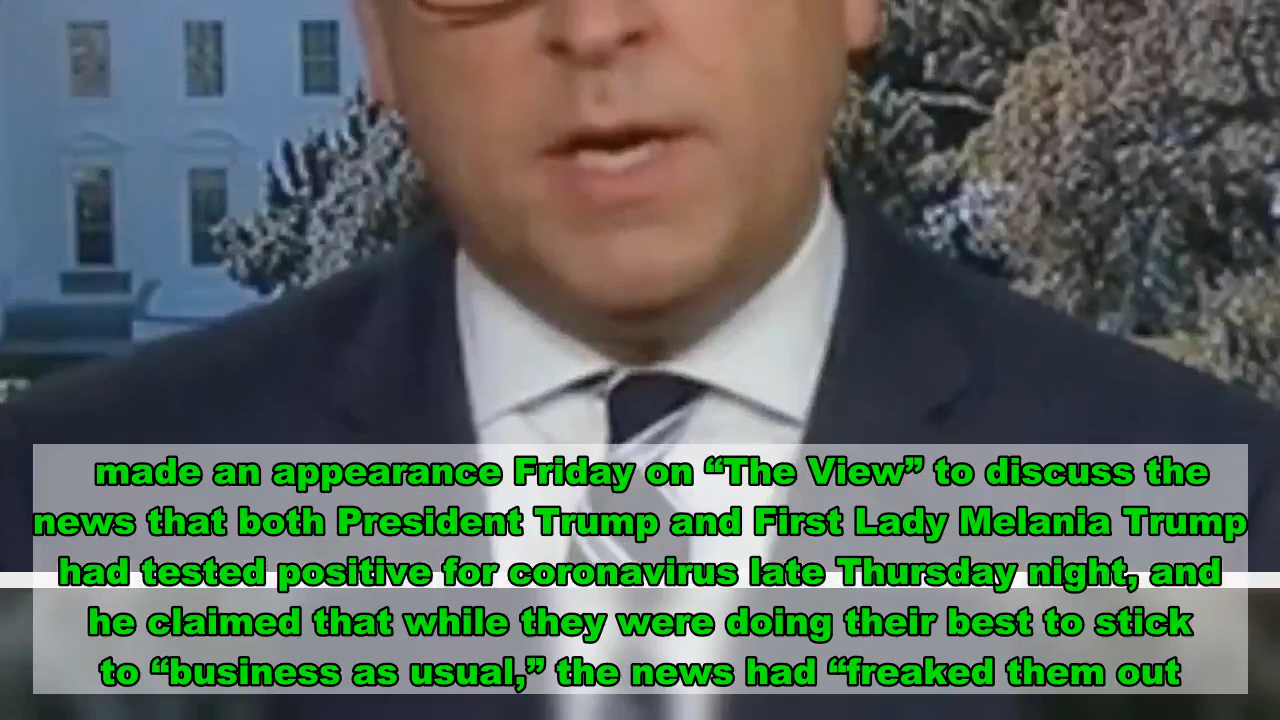 made an appearance Friday on “The View” to discuss the
news that both President Trump and First Lady Melania Trump
had tested positive for coronavirus late Thursday night, and
he claimed that while they were doing their best to stick
to “business as usual,” the news had “freaked them out